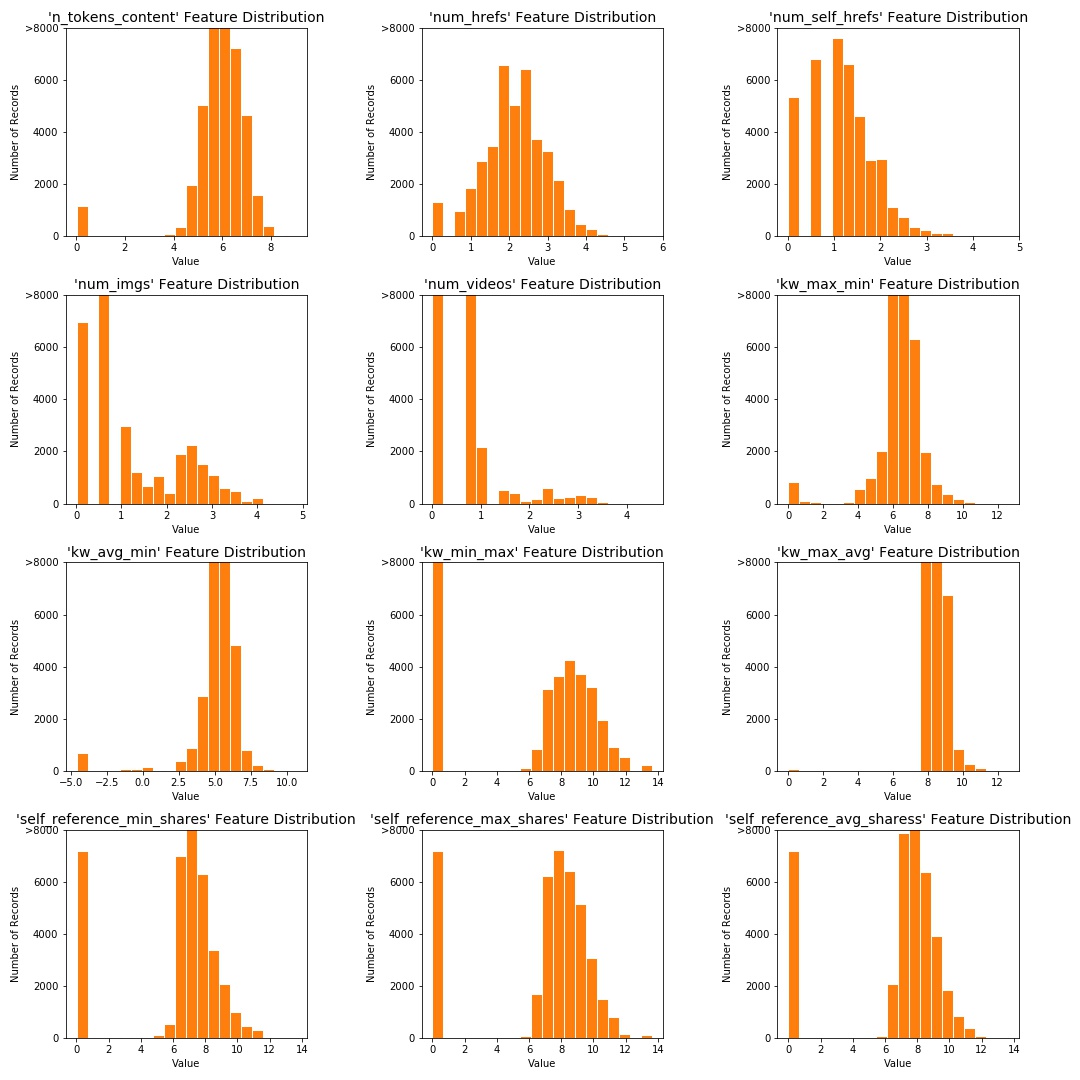 'n_tokens_content' Feature Distribution
>8000
6000
4000
2000
0
Number of Records
0 2 4 6 8
Value
'num_hrefs' Feature Distribution
>8000
6000
4000
2000
0
Number of Records
0 1 2 3 4 5 6
Value
'num_self_hrefs' Feature Distribution
>8000
6000
4000
2000
0
Number of Records
0 1 2 3 4 5
Value
'num_imgs' Feature Distribution
>8000
6000
4000
2000
0
Number of Records
0 1 2 3 4 5
Value
'num_videos' Feature Distribution
>8000
6000
4000
2000
0
Number of Records
0 1 2 3 4
Value
'kw_max_min' Feature Distribution
>8000
6000
4000
2000
0
Number of Records
0 2 4 6 8 10 12
Value
'kw_avg_min' Feature Distribution
>8000
6000
4000
2000
0
Number of Records
−5.0 −2.5 0.0 2.5 5.0 7.5 10.0
Value
'kw_min_max' Feature Distribution
>8000
6000
4000
2000
0
Number of Records
0 2 4 6 8 10 12 14
Value
'kw_max_avg' Feature Distribution
>8000
6000
4000
2000
0
Number of Records
0 2 4 6 8 10 12
Value
'self_reference_min_shares' Feature Distribution
>8000
6000
4000
2000
0
Number of Records
0 2 4 6 8 10 12 14
Value
'self_reference_max_shares' Feature Distribution
>8000
6000
4000
2000
0
Number of Records
0 2 4 6 8 10 12 14
Value
'self_reference_avg_sharess' Feature Distribution
>8000
6000
4000
2000
0
Number of Records
0 2 4 6 8 10 12 14
Value